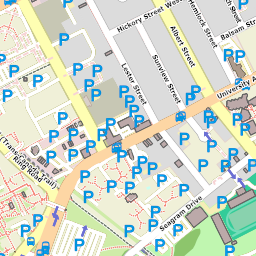 Hickory Street West
Hemlock Street
Balsam St
Albert Street
Sunview Street
Lester Street
University A
(Trans Canada Trail)
Ring Road
Seagram Drive